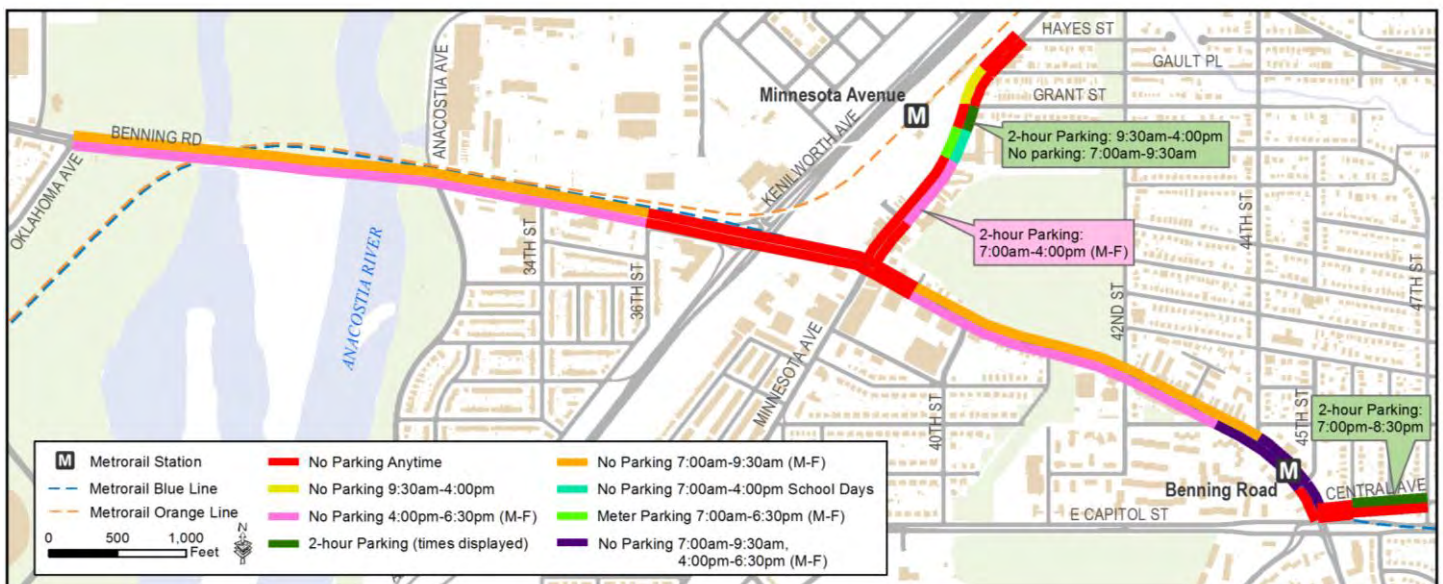 HAYES ST
GAULT PL
GRANT ST
Minnesota Avenue
M
ANACOSTIA AVE
KENILWORTH AVE
BENNING RD
OKLAHOMA AVE
2-hour Parking: 9:30am-4:00pm
No parking: 7:00am-9:30am
2-hour Parking:
7:00am-4:00pm (M-F)
34TH ST
36TH ST
ANACOSTIA RIVER
MINNESOTA AVE
40TH ST
42ND ST
44TH ST
45TH ST
47TH ST
2-hour Parking:
7:00pm-8:30pm
M
Benning Road
CENTRAL AVE
E CAPITOL ST
M Metrorail Station
Metrorail Blue Line
Metrorail Orange Line
0 500 1,000
Feet
N
No Parking Anytime
No Parking 9:30am-4:00pm
No Parking 4:00pm-6:30pm (M-F)
2-hour Parking (times displayed)
No Parking 7:00am-9:30am (M-F)
No Parking 7:00am-4:00pm School Days
Meter Parking 7:00am-6:30pm (M-F)
No Parking 7:00am-9:30am,
4:00pm-6:30pm (M-F)